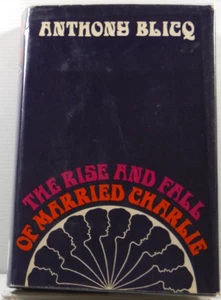 ANTHONY BLICQ
THE RISE AND FALL
OF MARRIED CHARLIE